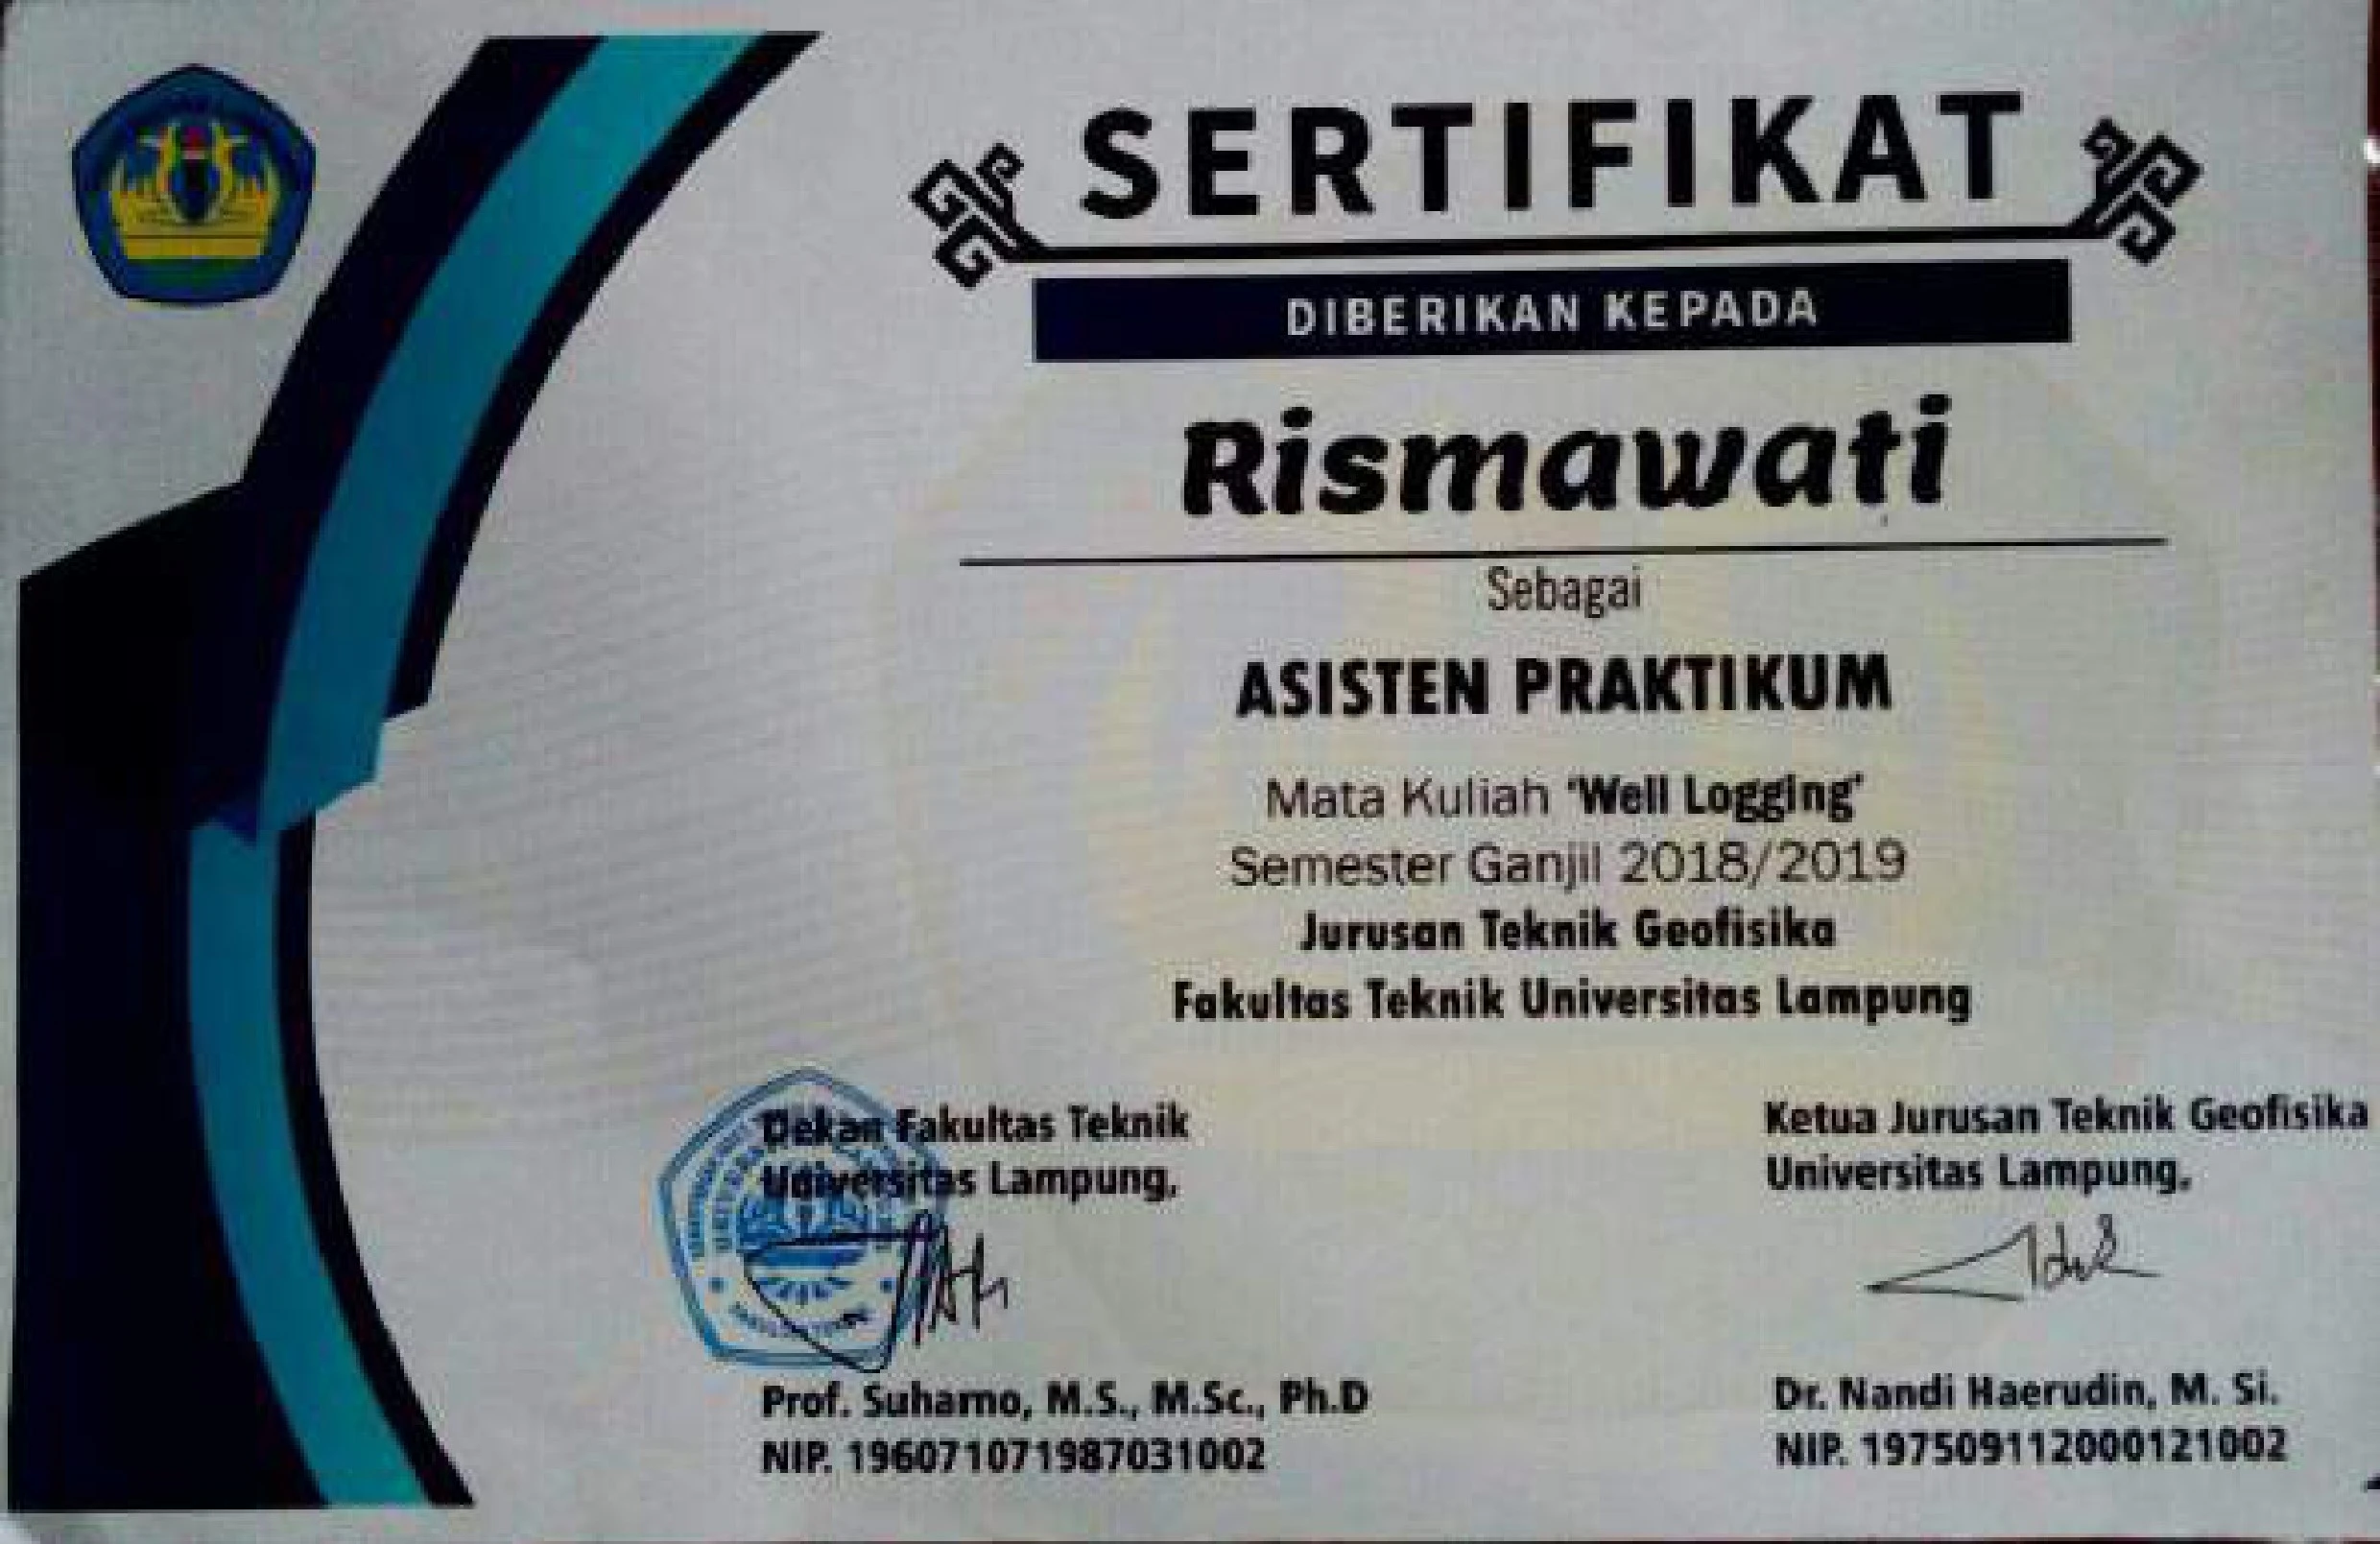 SERTIFIKAT
DIBERIKAN KEPADA
Rismawati
Sebagai
ASISTEN PRAKTIKUM
Mata Kuliah 'Well Logging'
Semester Ganjil 2018/2019
Jurusan Teknik Geofisika
Fakultas Teknik Universitas Lampung
Dekan Fakultas Teknik
Universitas Lampung,
Prof. Suharno, M.S., M.Sc., Ph.D
NIP. 196071071987031002
Ketua Jurusan Teknik Geofisika
Universitas Lampung,
Dr. Nandi Haerudin, M. Si.
NIP. 197509112000121002